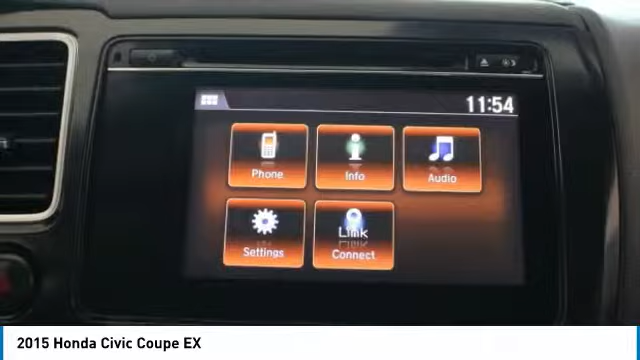 11:54
Phone
Info
Audio
Settings
Link
Connect
2015 Honda Civic Coupe EX